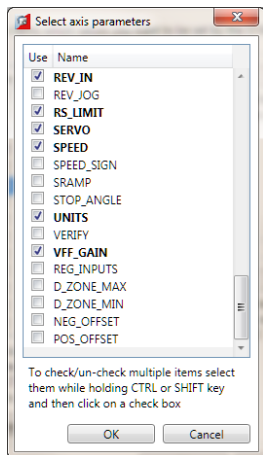 Select axis parameters
Use Name
REV_IN
REV_JOG
RS_LIMIT
SERVO
SPEED
SPEED_SIGN
SRAMP
STOP_ANGLE
UNITS
VERIFY
VFF_GAIN
REG_INPUTS
D_ZONE_MAX
D_ZONE_MIN
NEG_OFFSET
POS_OFFSET
To check/un-check multiple items select
them while holding CTRL or SHIFT key
and then click on a check box
OK Cancel